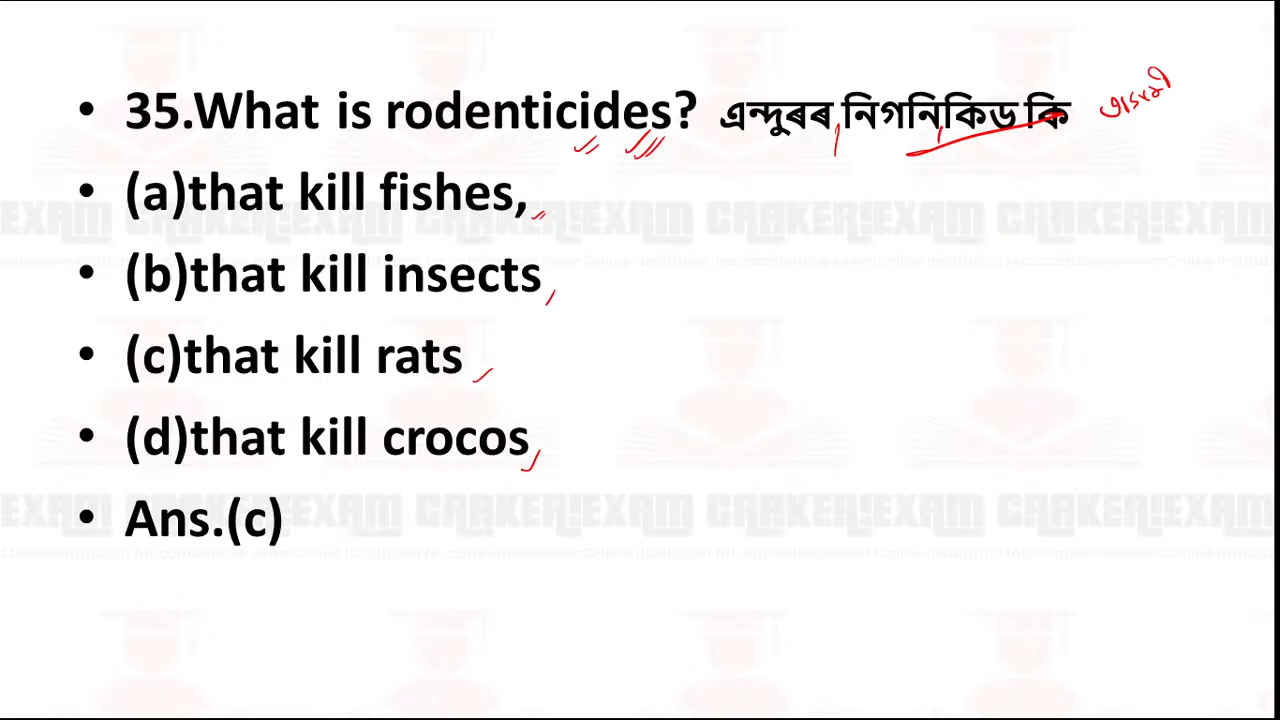 • 35.What is rodenticides? এন্দুৰৰ নিগনিকিড কি
• (a)that kill fishes,
• (b)that kill insects
• (c)that kill rats
• (d)that kill crocos
• Ans.(c)